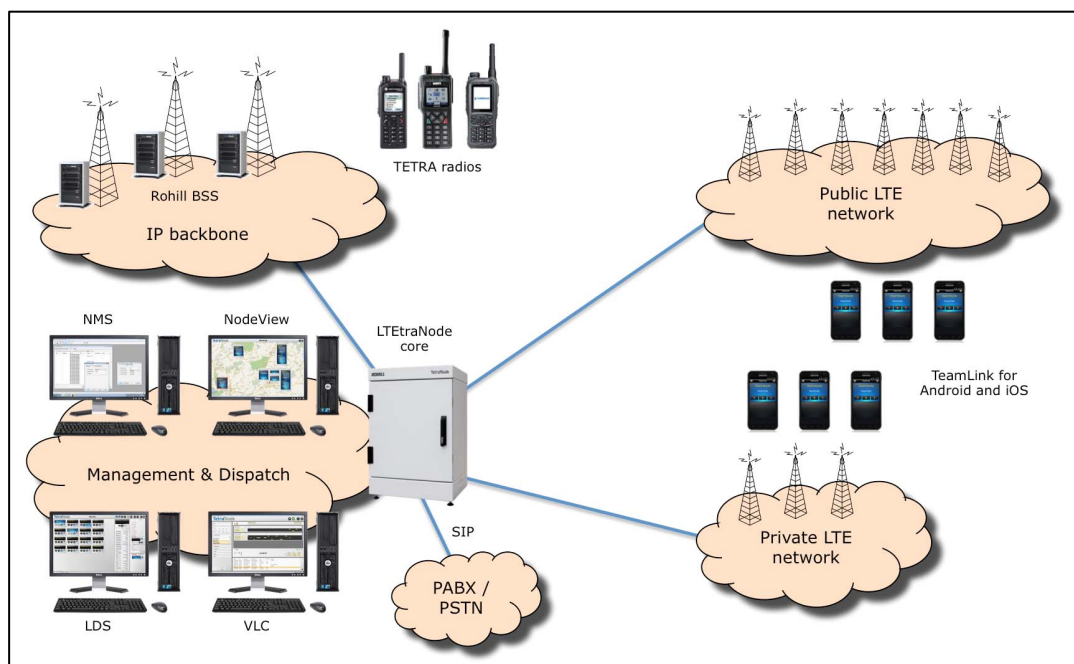 TETRA radios
Rohill BSS
IP backbone
Public LTE
network
NMS
NodeView
LTEtraNode
core
TeamLink for
Android and iOS
Management & Dispatch
SIP
Private LTE
network
PABX /
PSTN
LDS
VLC